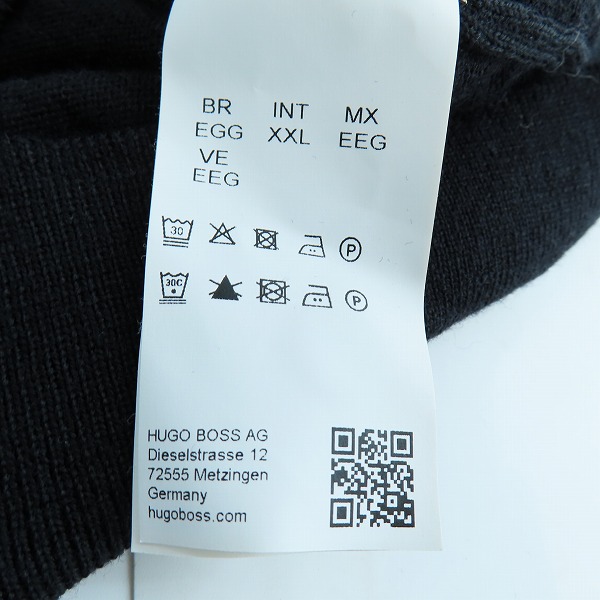 BR INT MX
EGG XXL EEG
VE
EEG
30 P
30C P
HUGO BOSS AG
Dieselstrasse 12
72555 Metzingen
Germany
hugoboss.com